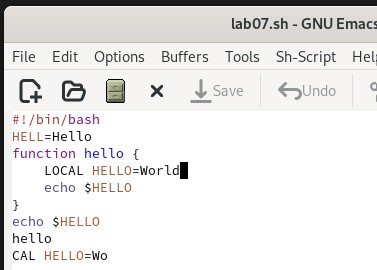 lab07.sh - GNU Emacs
File Edit Options Buffers Tools Sh-Script Help
Save Undo
#!/bin/bash
HELL=Hello
function hello {
    LOCAL HELLO=World
    echo $HELLO
}
echo $HELLO
hello
CAL HELLO=Wo